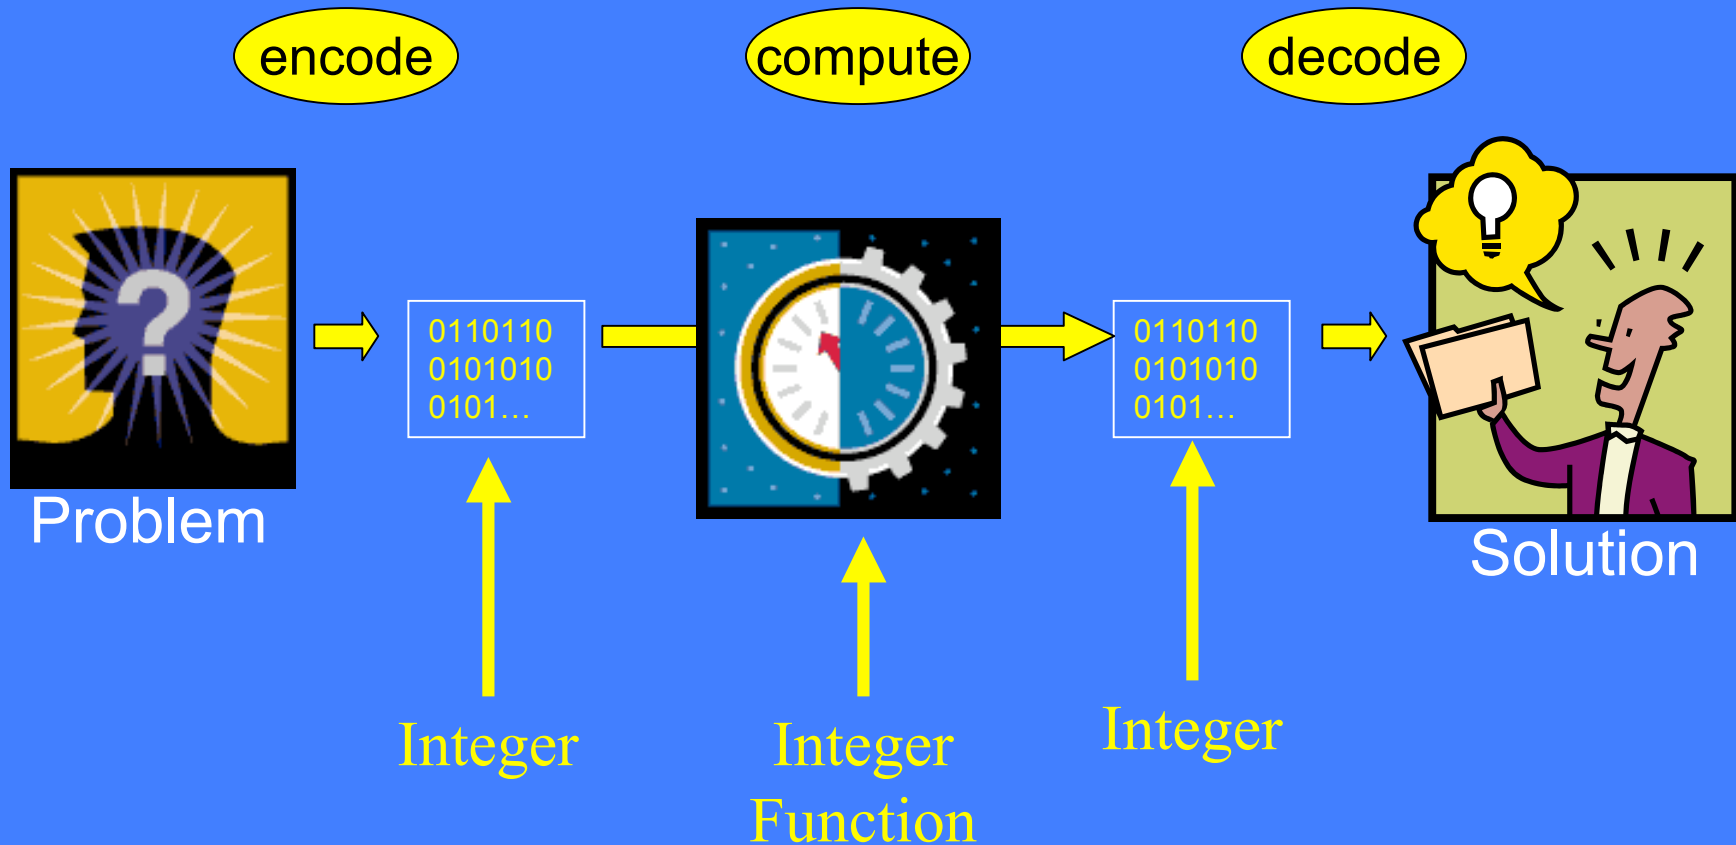 encode
compute
decode
?
0110110
0101010
0101...
0110110
0101010
0101...
Problem
Solution
Integer
Integer
Function
Integer